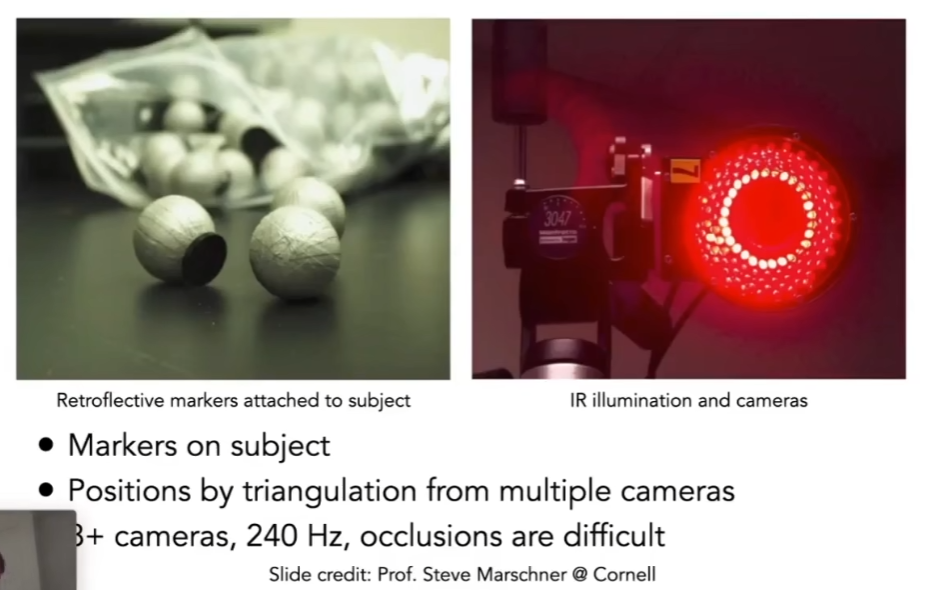 7
3047
Retroflective markers attached to subject
IR illumination and cameras
● Markers on subject
● Positions by triangulation from multiple cameras
+ cameras, 240 Hz, occlusions are difficult
Slide credit: Prof. Steve Marschner @ Cornell